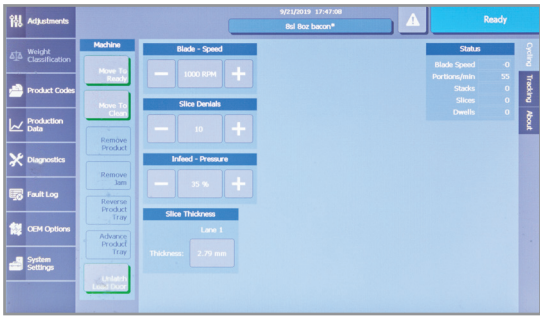 9/21/2019 17:47:08
Adjustments
8sl 8oz bacon*
Ready
Weight
Classification
Product Codes
Production
Data
Diagnostics
Fault Log
OEM Options
System
Settings
Machine
Move To
Ready
Move To
Clean
Remove
Product
Remove
Jam
Reverse
Product
Tray
Advance
Product
Tray
Unlatch
Load Door
Blade - Speed
1000 RPM
Slice Denials
10
Infeed - Pressure
35 %
Slice Thickness
Lane 1
Thickness: 2.79 mm
Status
Blade Speed -0
Portions/min 55
Stacks 0
Slices 0
Dwells 0
Cycling
Tracking
About